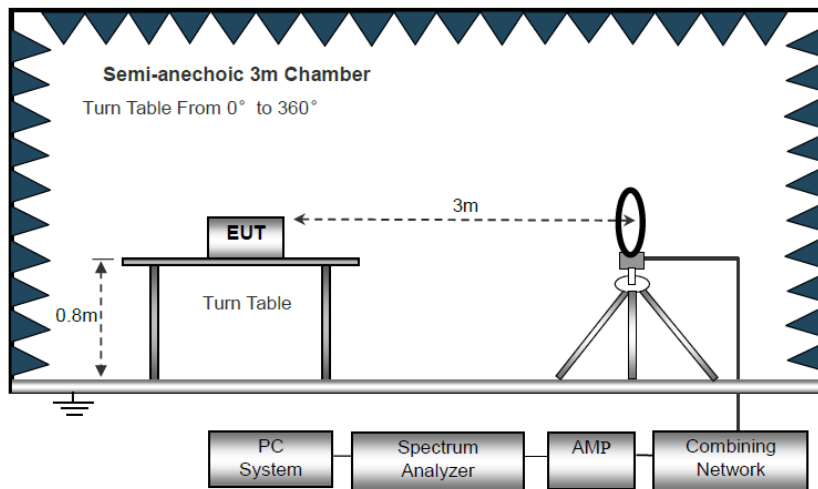 Semi-anechoic 3m Chamber
Turn Table From 0° to 360°
3m
EUT
0.8m
Turn Table
PC
System
Spectrum
Analyzer
AMP
Combining
Network